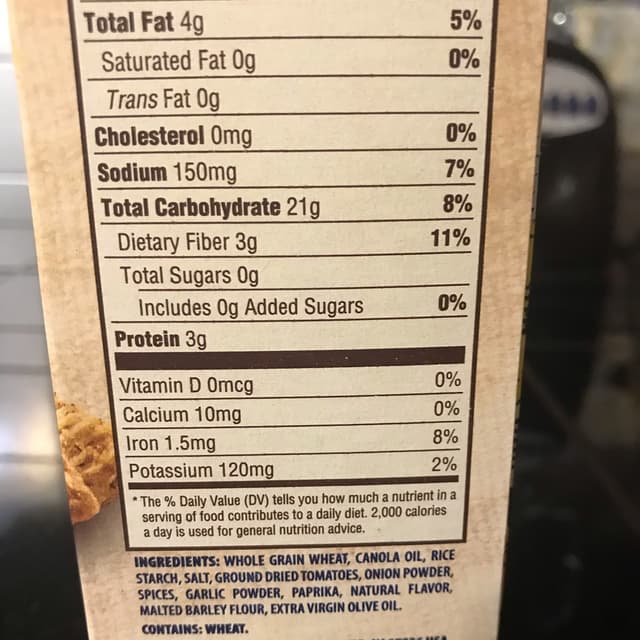 Total Fat 4g 5%
Saturated Fat 0g 0%
Trans Fat 0g
Cholesterol 0mg 0%
Sodium 150mg 7%
Total Carbohydrate 21g 8%
Dietary Fiber 3g 11%
Total Sugars 0g
Includes 0g Added Sugars 0%
Protein 3g
Vitamin D 0mcg 0%
Calcium 10mg 0%
Iron 1.5mg 8%
Potassium 120mg 2%
* The % Daily Value (DV) tells you how much a nutrient in a
serving of food contributes to a daily diet. 2,000 calories
a day is used for general nutrition advice.
INGREDIENTS: WHOLE GRAIN WHEAT, CANOLA OIL, RICE
STARCH, SALT, GROUND DRIED TOMATOES, ONION POWDER,
SPICES, GARLIC POWDER, PAPRIKA, NATURAL FLAVOR,
MALTED BARLEY FLOUR, EXTRA VIRGIN OLIVE OIL.
CONTAINS: WHEAT.